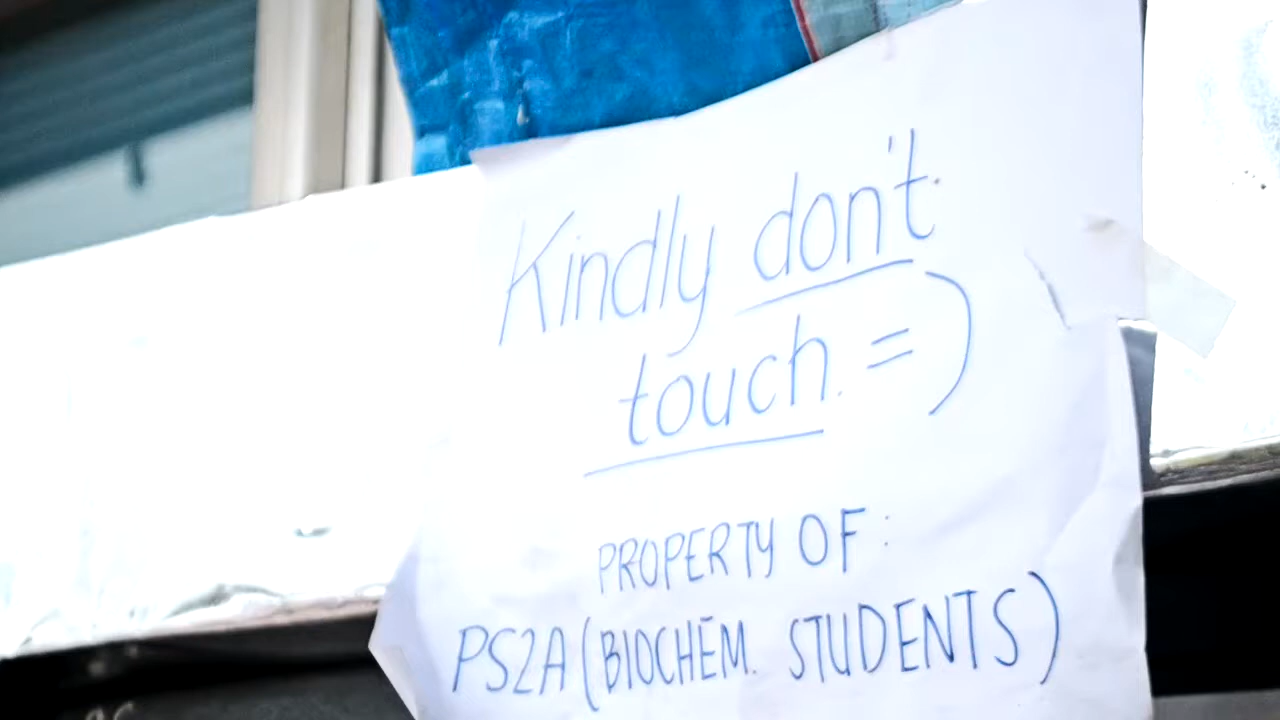 Kindly don't
touch. =)
PROPERTY OF:
PS2A (BIOCHEM. STUDENTS)